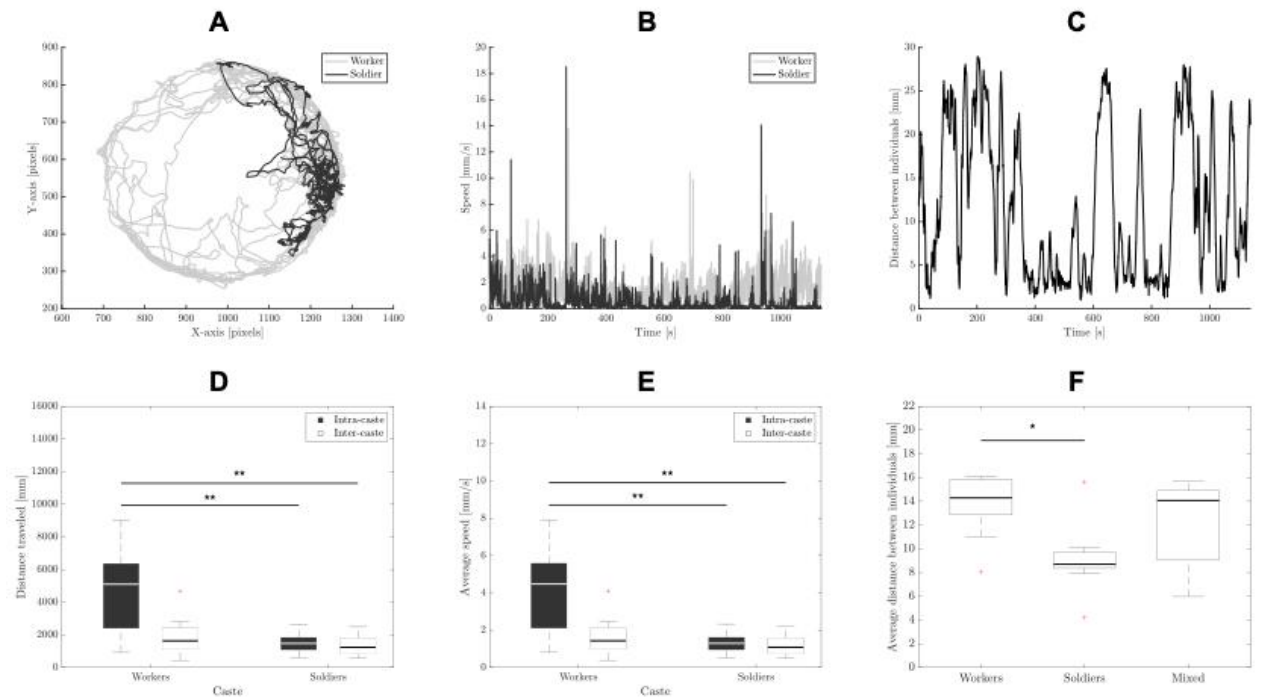 A
B
C
900
800
700
600
500
400
300
200
600 700 800 900 1000 1100 1200 1300 1400
Y-axis [pixels]
X-axis [pixels]
Worker
Soldier
20
18
16
14
12
10
8
6
4
2
0
0 200 400 600 800 1000
Speed [mm/s]
Time [s]
Worker
Soldier
30
25
20
15
10
5
0
0 200 400 600 800 1000
Distance between individuals [mm]
Time [s]
D
E
F
16000
14000
12000
10000
8000
6000
4000
2000
0
Distance traveled [mm]
Intra-caste
Inter-caste
**
**
Workers Soldiers
Caste
14
12
10
8
6
4
2
0
Average speed [mm/s]
Intra-caste
Inter-caste
**
**
Workers Soldiers
Caste
22
20
18
16
14
12
10
8
6
4
2
0
Average distance between individuals [mm]
*
Workers Soldiers Mixed